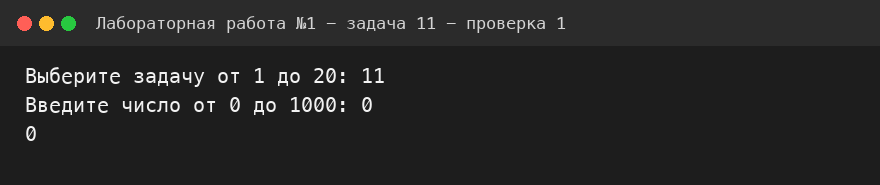 Лабораторная работа №1 — задача 11 — проверка 1
Выберите задачу от 1 до 20: 11
Введите число от 0 до 1000: 0
0